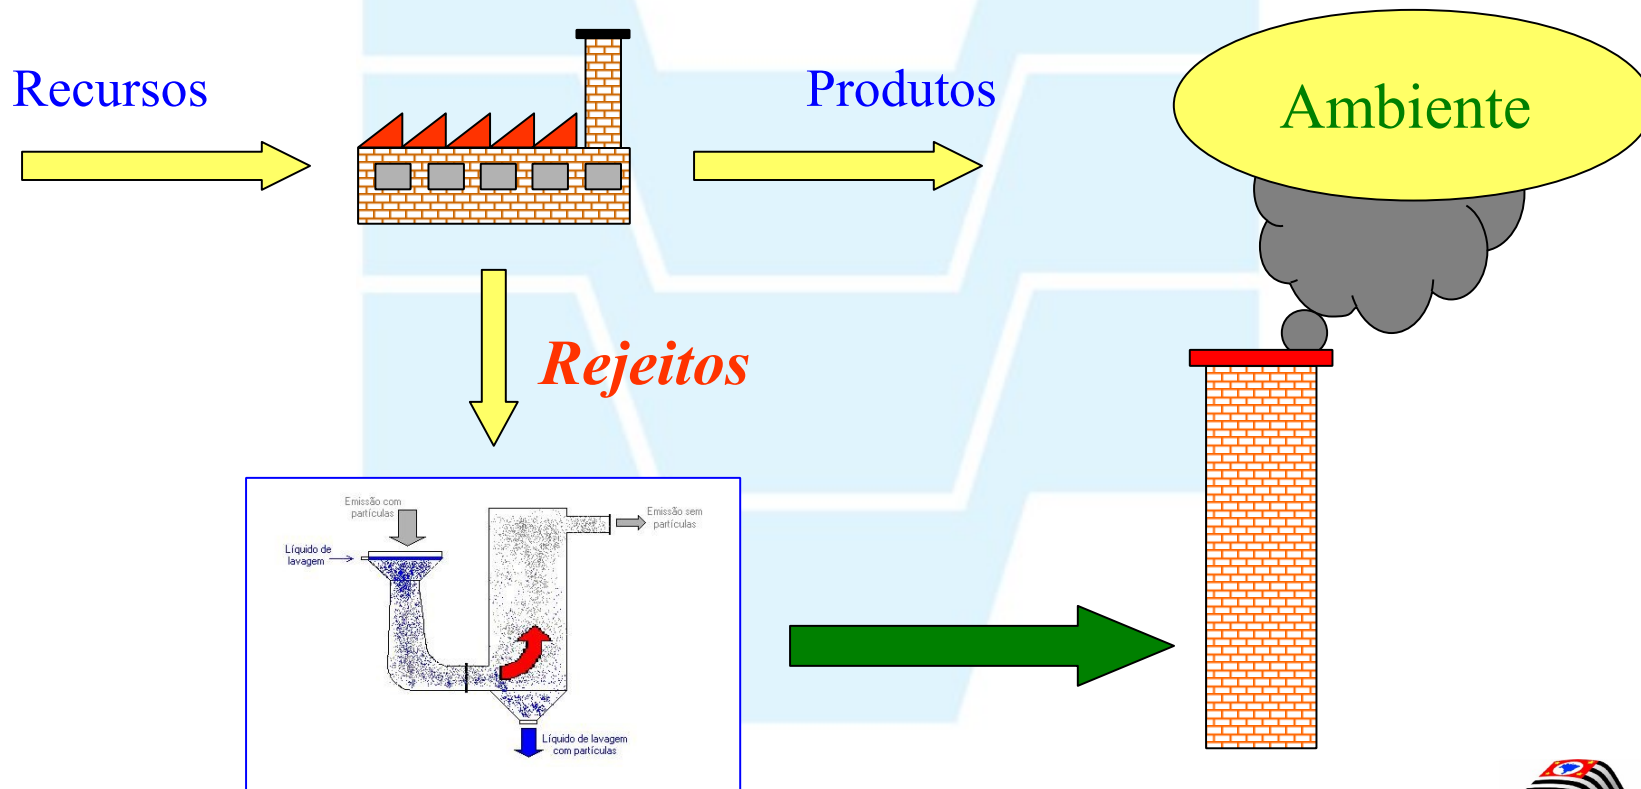 Recursos
Produtos
Ambiente
Rejeitos
Emissão com
partículas
Emissão sem
partículas
Líquido de
lavagem
Líquido de lavagem
com partículas